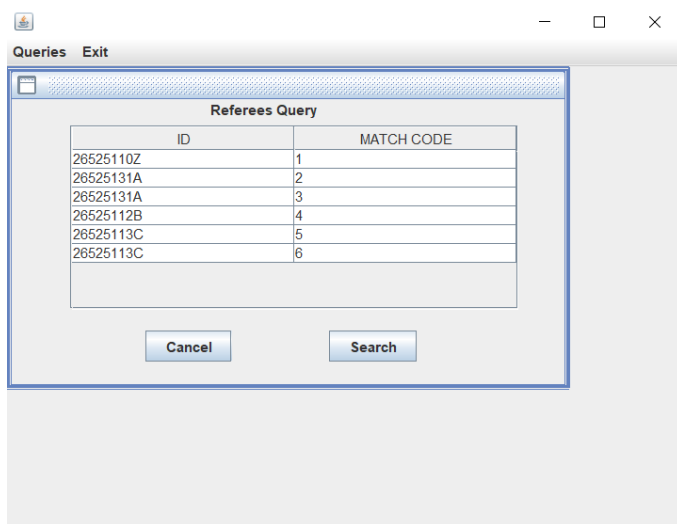 Queries Exit
Referees Query
ID MATCH CODE
26525110Z 1
26525131A 2
26525131A 3
26525112B 4
26525113C 5
26525113C 6
Cancel Search